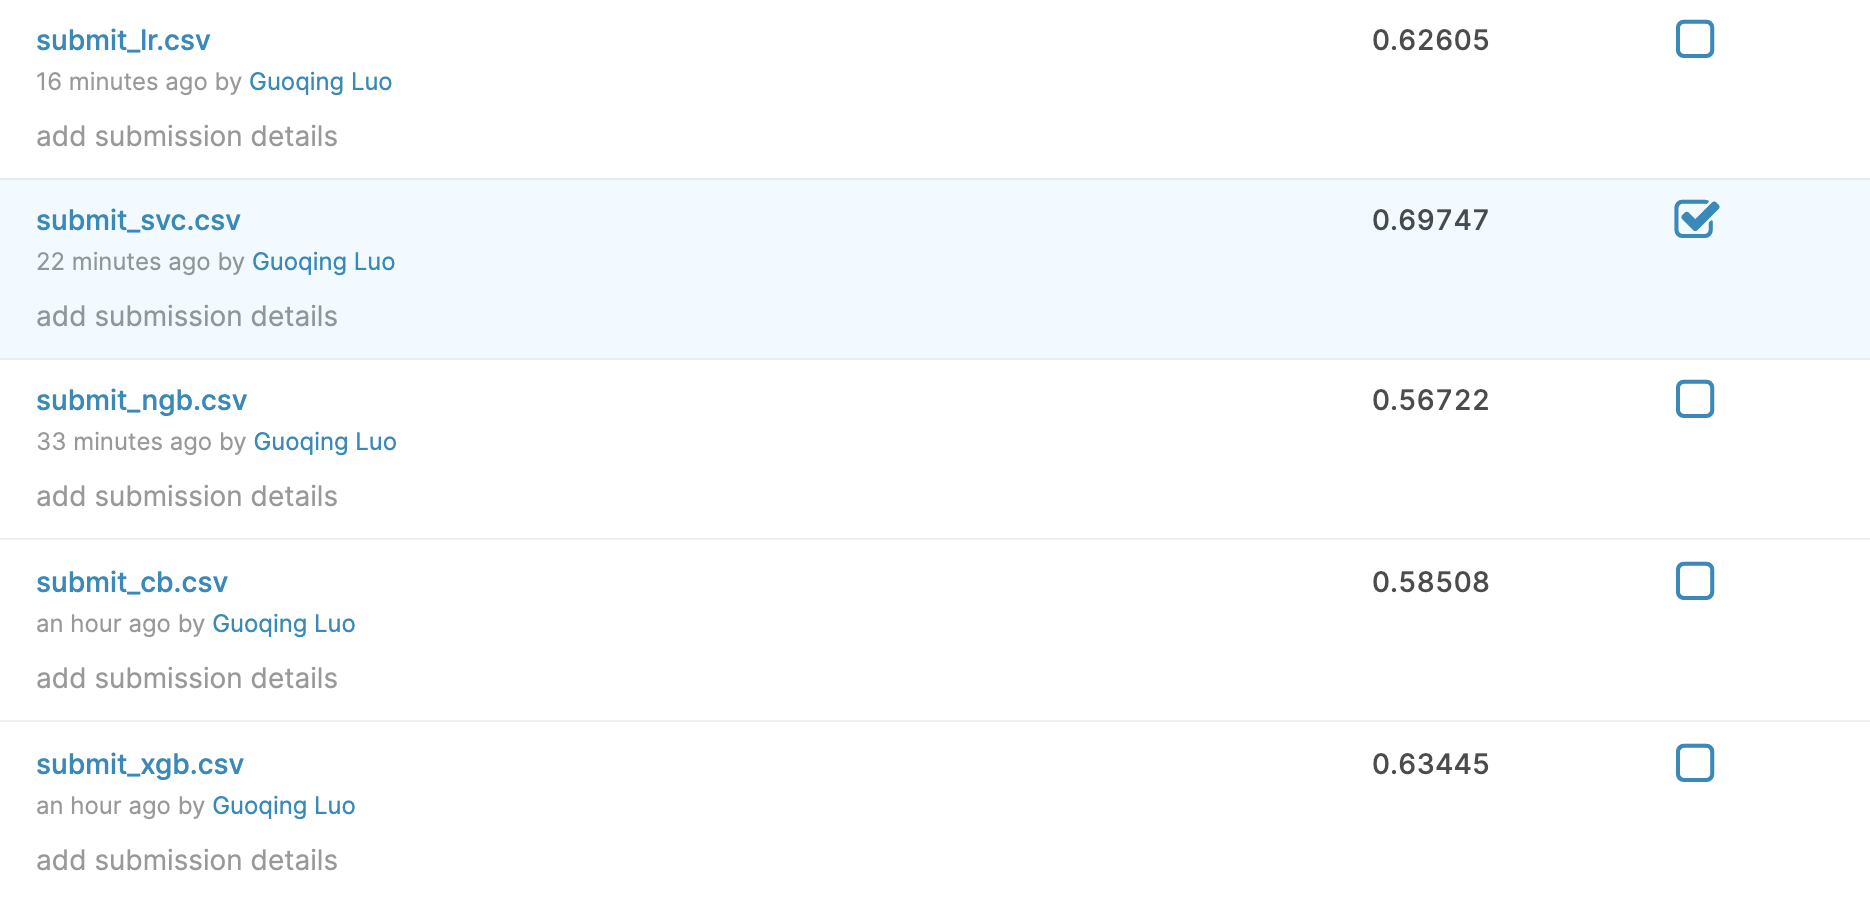 submit_lr.csv 0.62605
16 minutes ago by Guoqing Luo
add submission details
submit_svc.csv 0.69747
22 minutes ago by Guoqing Luo
add submission details
submit_ngb.csv 0.56722
33 minutes ago by Guoqing Luo
add submission details
submit_cb.csv 0.58508
an hour ago by Guoqing Luo
add submission details
submit_xgb.csv 0.63445
an hour ago by Guoqing Luo
add submission details